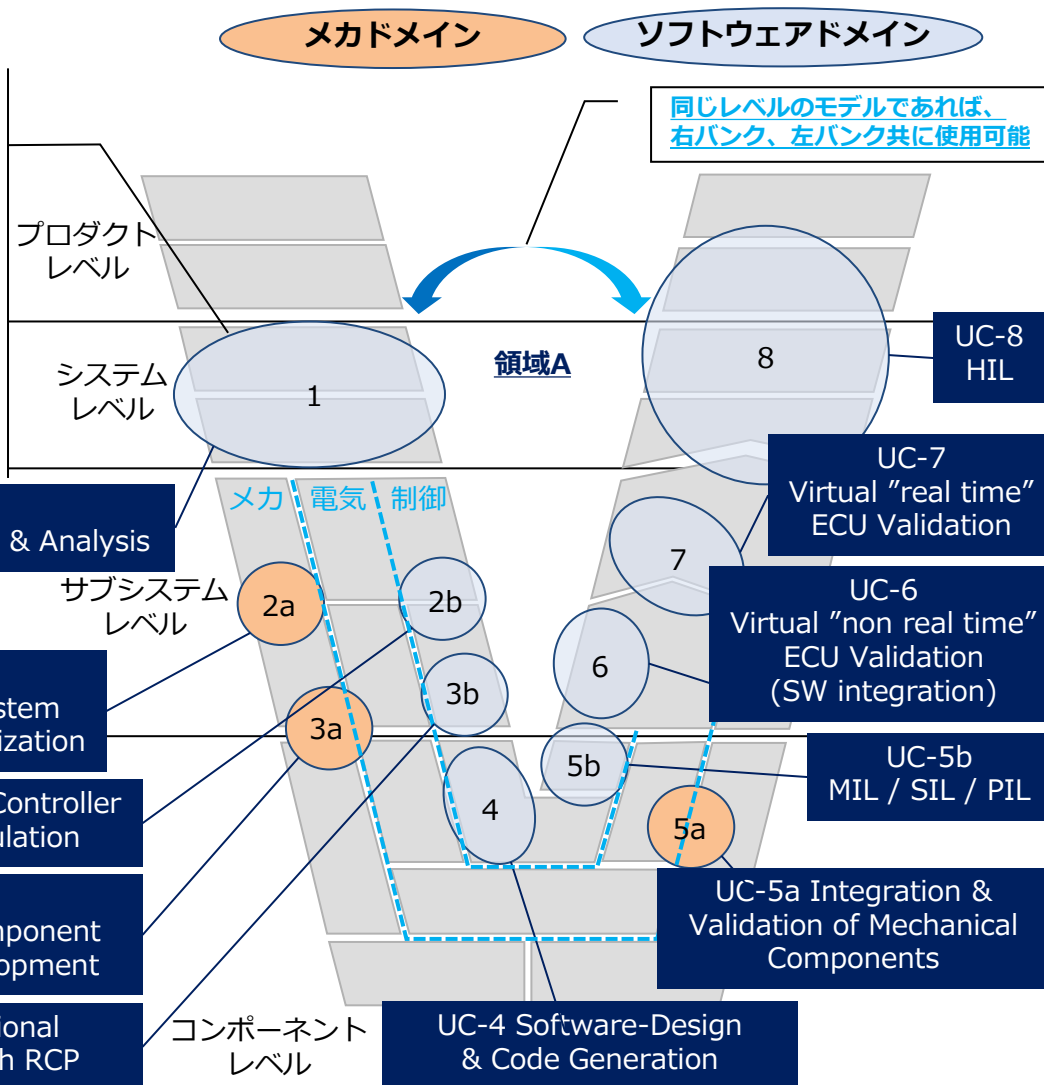 メカドメイン
ソフトウェアドメイン
同じレベルのモデルであれば、
右バンク、左バンク共に使用可能
プロダクト
レベル
システム
レベル
領域A
1
8
UC-8
HIL
UC-7
Virtual ”real time”
ECU Validation
メカ
電気
制御
& Analysis
7
サブシステム
レベル
2a
2b
UC-6
Virtual ”non real time”
ECU Validation
(SW integration)
6
3b
stem
ization
3a
5b
UC-5b
MIL / SIL / PIL
Controller
ulation
4
5a
mponent
opment
UC-5a Integration &
Validation of Mechanical
Components
ional
h RCP
コンポーネント
レベル
UC-4 Software-Design
& Code Generation